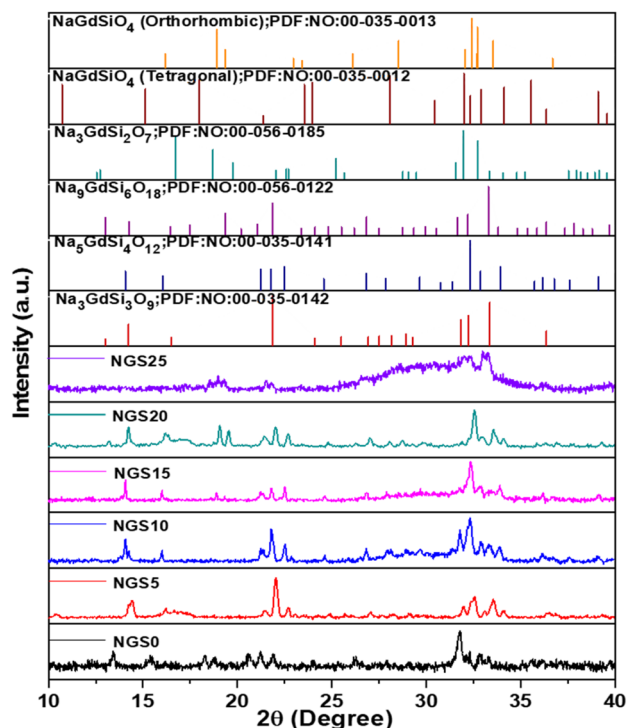 NaGdSiO₄ (Orthorhombic);PDF:NO:00-035-0013
NaGdSiO₄ (Tetragonal);PDF:NO:00-035-0012
Na₃GdSi₂O₇;PDF:NO:00-056-0185
Na₉GdSi₆O₁₈;PDF:NO:00-056-0122
Na₅GdSi₄O₁₂;PDF:NO:00-035-0141
Na₃GdSi₃O₉;PDF:NO:00-035-0142
NGS25
NGS20
NGS15
NGS10
NGS5
NGS0
Intensity (a.u.)
10 15 20 25 30 35 40
2θ (Degree)